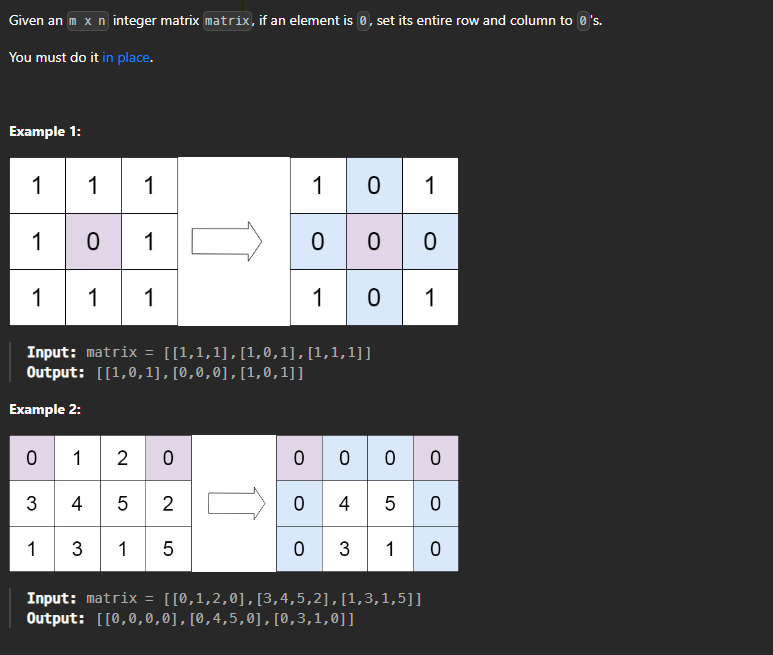 Given an m x n integer matrix matrix, if an element is 0, set its entire row and column to 0's.
You must do it in place.
Example 1:
1 1 1 1 0 1
1 0 1 0 0 0
1 1 1 1 0 1
Input: matrix = [[1,1,1],[1,0,1],[1,1,1]]
Output: [[1,0,1],[0,0,0],[1,0,1]]
Example 2:
0 1 2 0 0 0 0 0
3 4 5 2 0 4 5 0
1 3 1 5 0 3 1 0
Input: matrix = [[0,1,2,0],[3,4,5,2],[1,3,1,5]]
Output: [[0,0,0,0],[0,4,5,0],[0,3,1,0]]